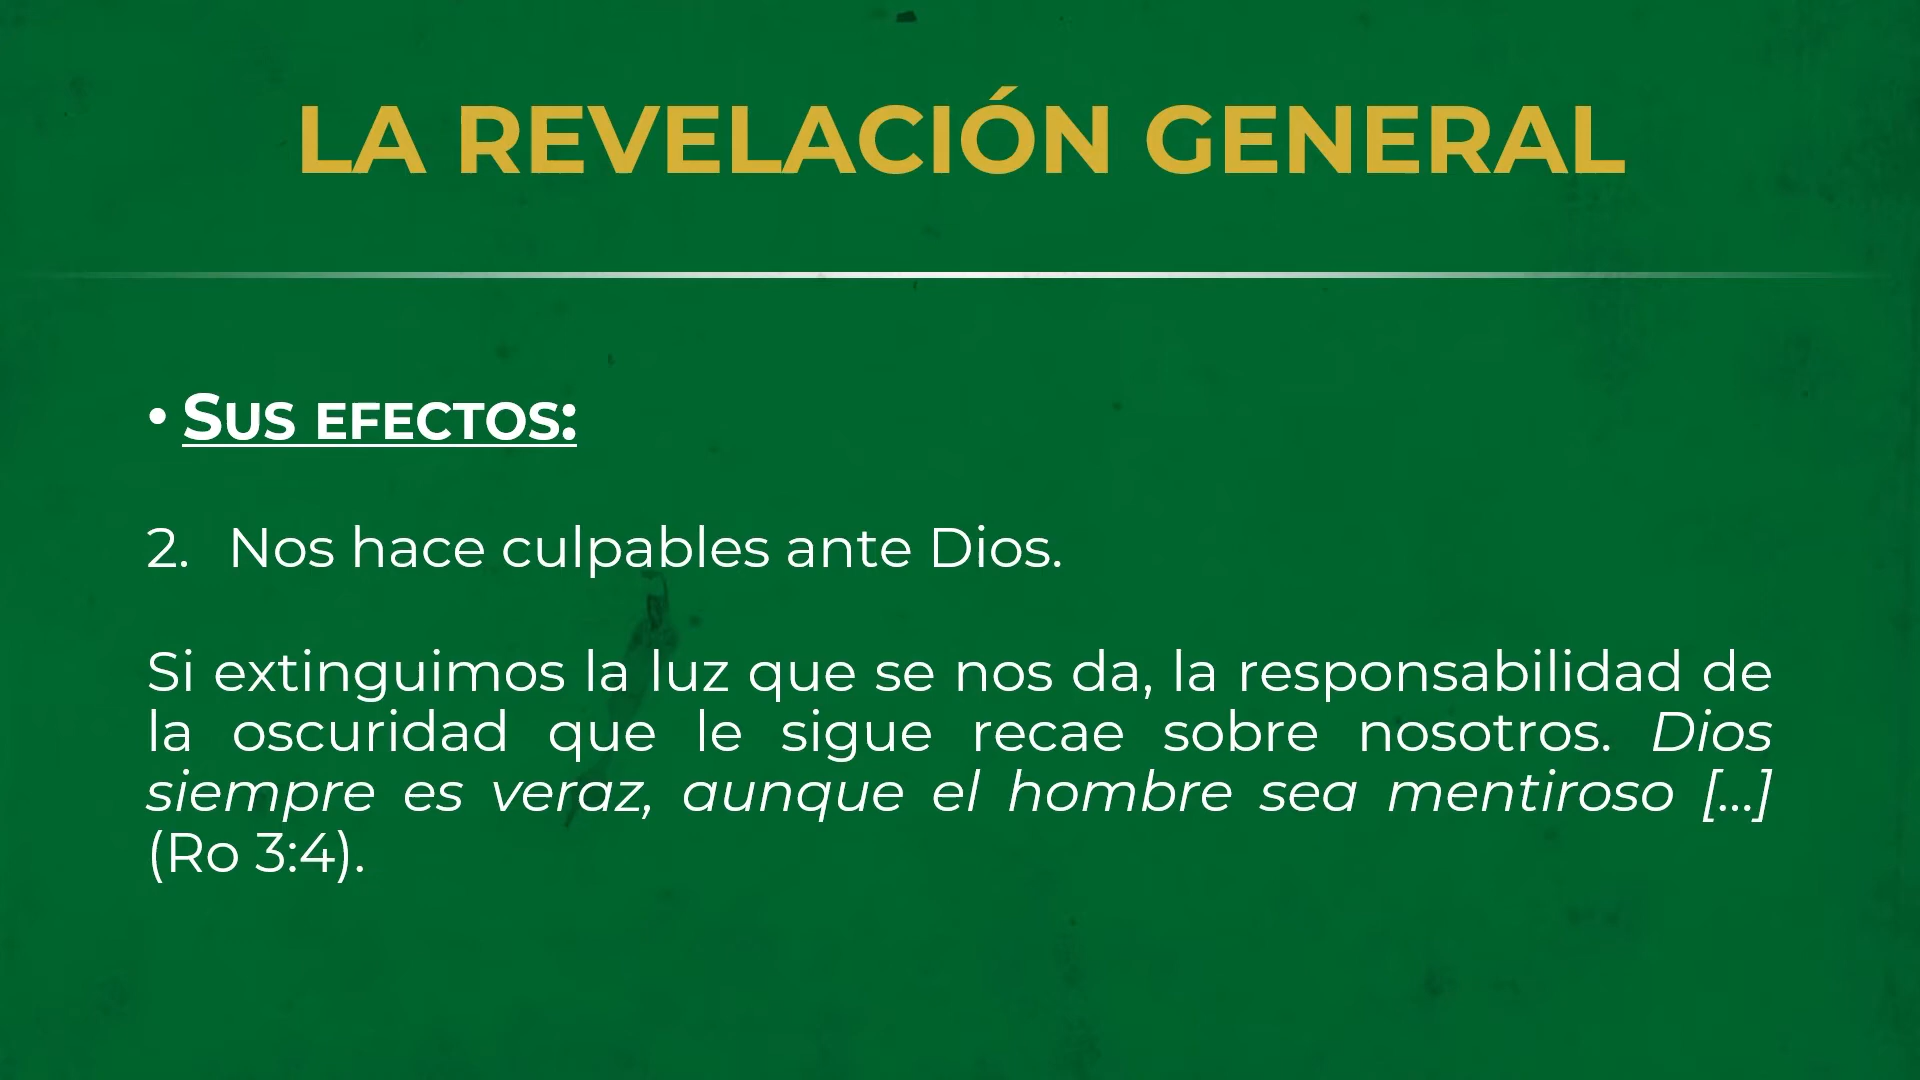 LA REVELACIÓN GENERAL
• SUS EFECTOS:
2. Nos hace culpables ante Dios.
Si extinguimos la luz que se nos da, la responsabilidad de
la oscuridad que le sigue recae sobre nosotros. Dios
siempre es veraz, aunque el hombre sea mentiroso [...]
(Ro 3:4).